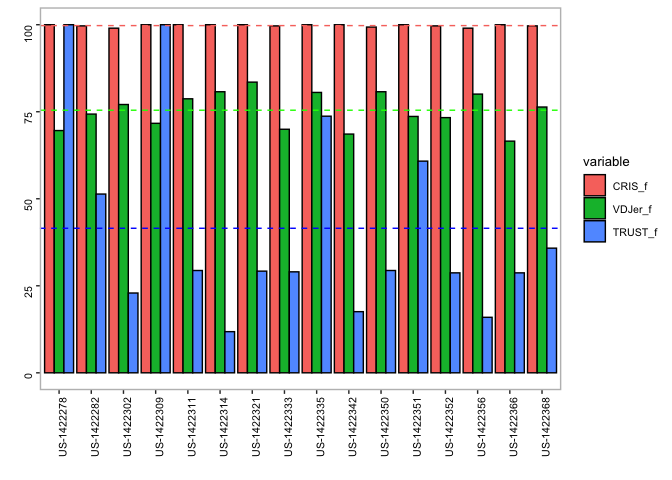 100
75
50
25
0
US-1422278
US-1422282
US-1422302
US-1422309
US-1422311
US-1422314
US-1422321
US-1422333
US-1422335
US-1422342
US-1422350
US-1422351
US-1422352
US-1422356
US-1422366
US-1422368
variable
CRIS_f
VDJer_f
TRUST_f